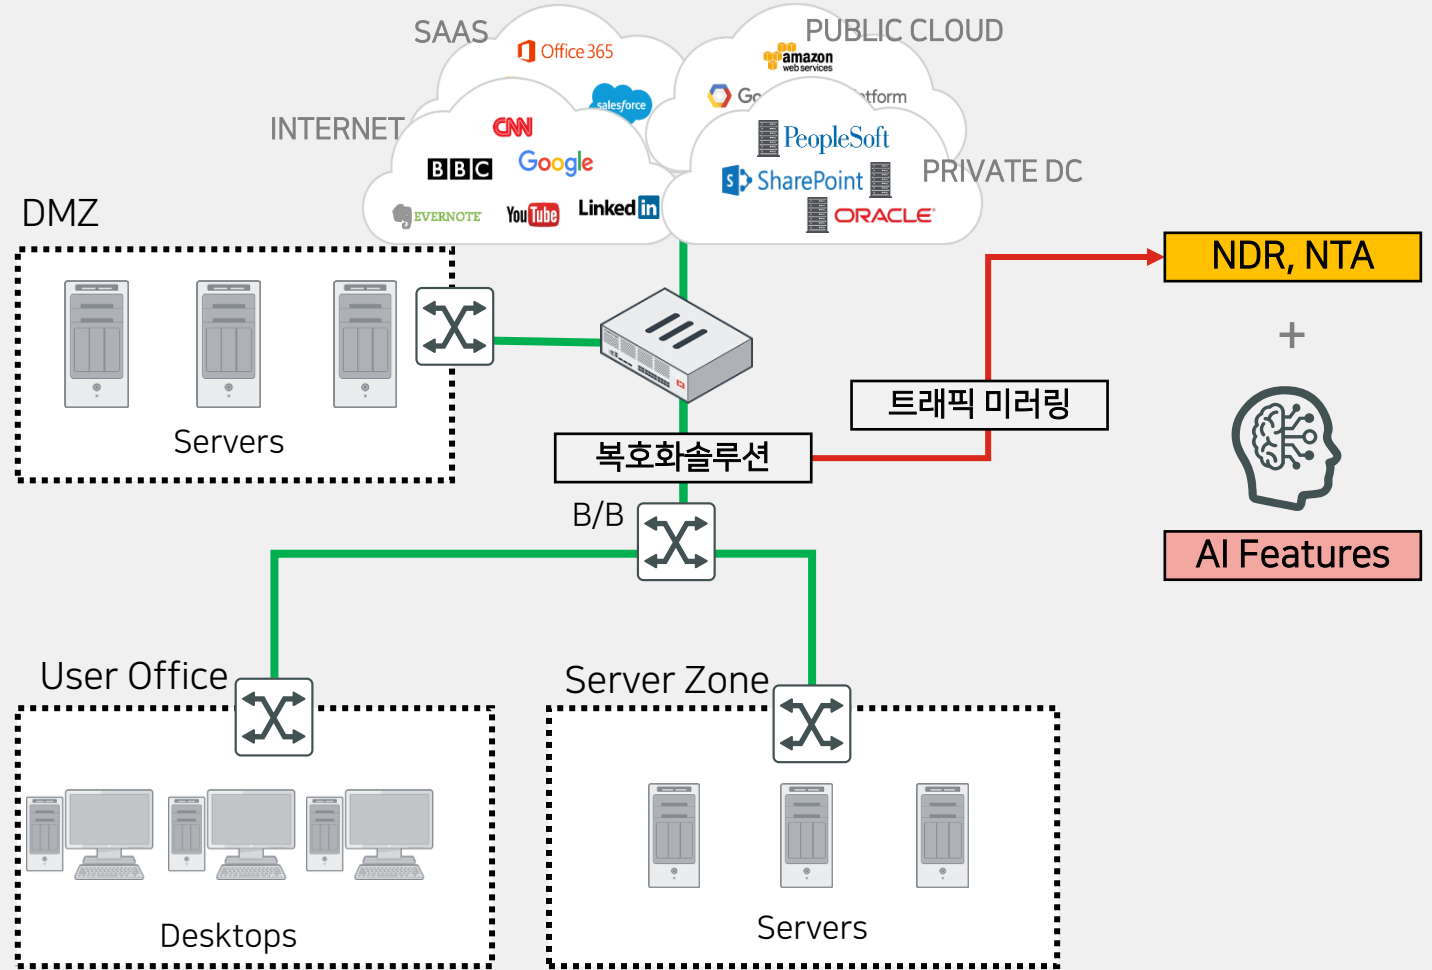 SAAS
Office 365
PUBLIC CLOUD
amazon
web services
salesforce
INTERNET
CNN
BBC
Google
EVERNOTE
YouTube
Linked in
PeopleSoft
SharePoint
ORACLE
PRIVATE DC
DMZ
Servers
NDR, NTA
+
트래픽 미러링
복호화솔루션
B/B
AI Features
User Office
Desktops
Server Zone
Servers